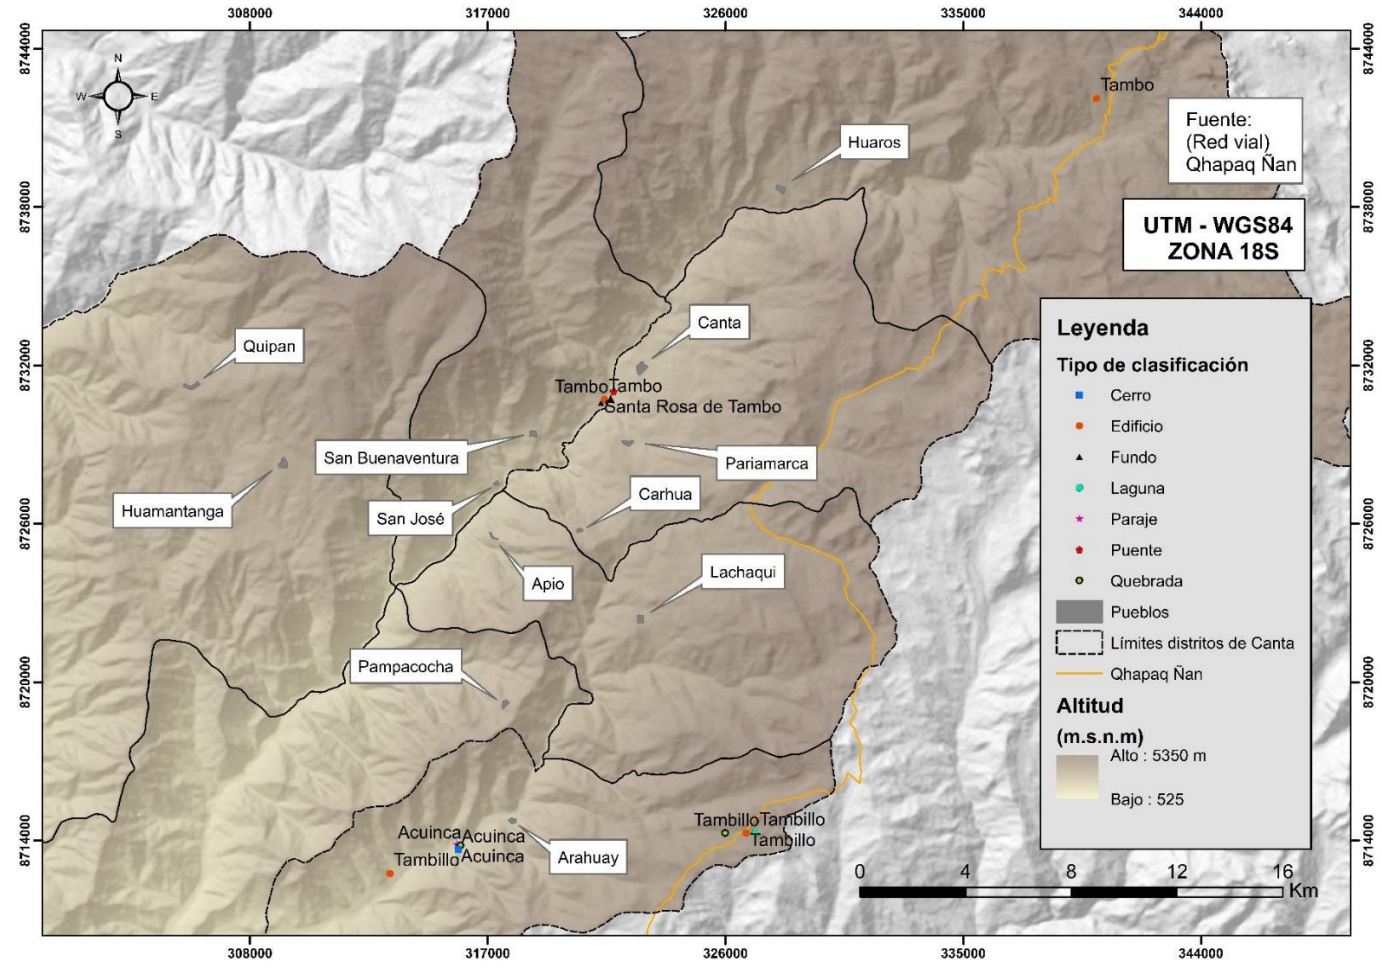 308000 317000 326000 335000 344000
8744000 8744000
N
W E
S
Tambo
Fuente:
(Red vial)
Qhapaq Ñan
Huaros
8738000 8738000
UTM - WGS84
ZONA 18S
Canta
Quipan
8732000 8732000
Tambo Tambo
Santa Rosa de Tambo
San Buenaventura
Pariamarca
Huamantanga
San José
Carhua
8726000 8726000
Apio
Lachaqui
Pampacocha
8720000 8720000
Leyenda
Tipo de clasificación
Cerro
Edificio
Fundo
Laguna
Paraje
Puente
Quebrada
Pueblos
Límites distritos de Canta
Qhapaq Ñan
Altitud
(m.s.n.m)
Alto : 5350 m
Bajo : 525
Tambillo Tambillo
Tambillo
Acuinca Acuinca
Acuinca
Tambillo
Arahuay
8714000 8714000
0 4 8 12 16
Km
308000 317000 326000 335000 344000